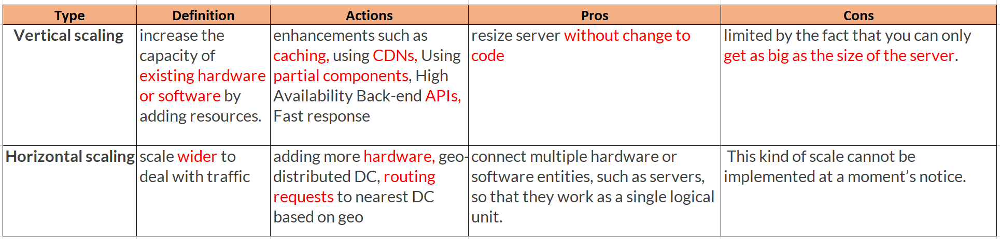 Type
Definition
Actions
Pros
Cons
Vertical scaling
increase the
capacity of
existing hardware
or software by
adding resources.
enhancements such as
caching, using CDNs, Using
partial components, High
Availability Back-end APIs,
Fast response
resize server without change to
code
limited by the fact that you can only
get as big as the size of the server.
Horizontal scaling
scale wider to
deal with traffic
adding more hardware, geo-
distributed DC, routing
requests to nearest DC
based on geo
connect multiple hardware or
software entities, such as servers,
so that they work as a single logical
unit.
This kind of scale cannot be
implemented at a moment’s notice.